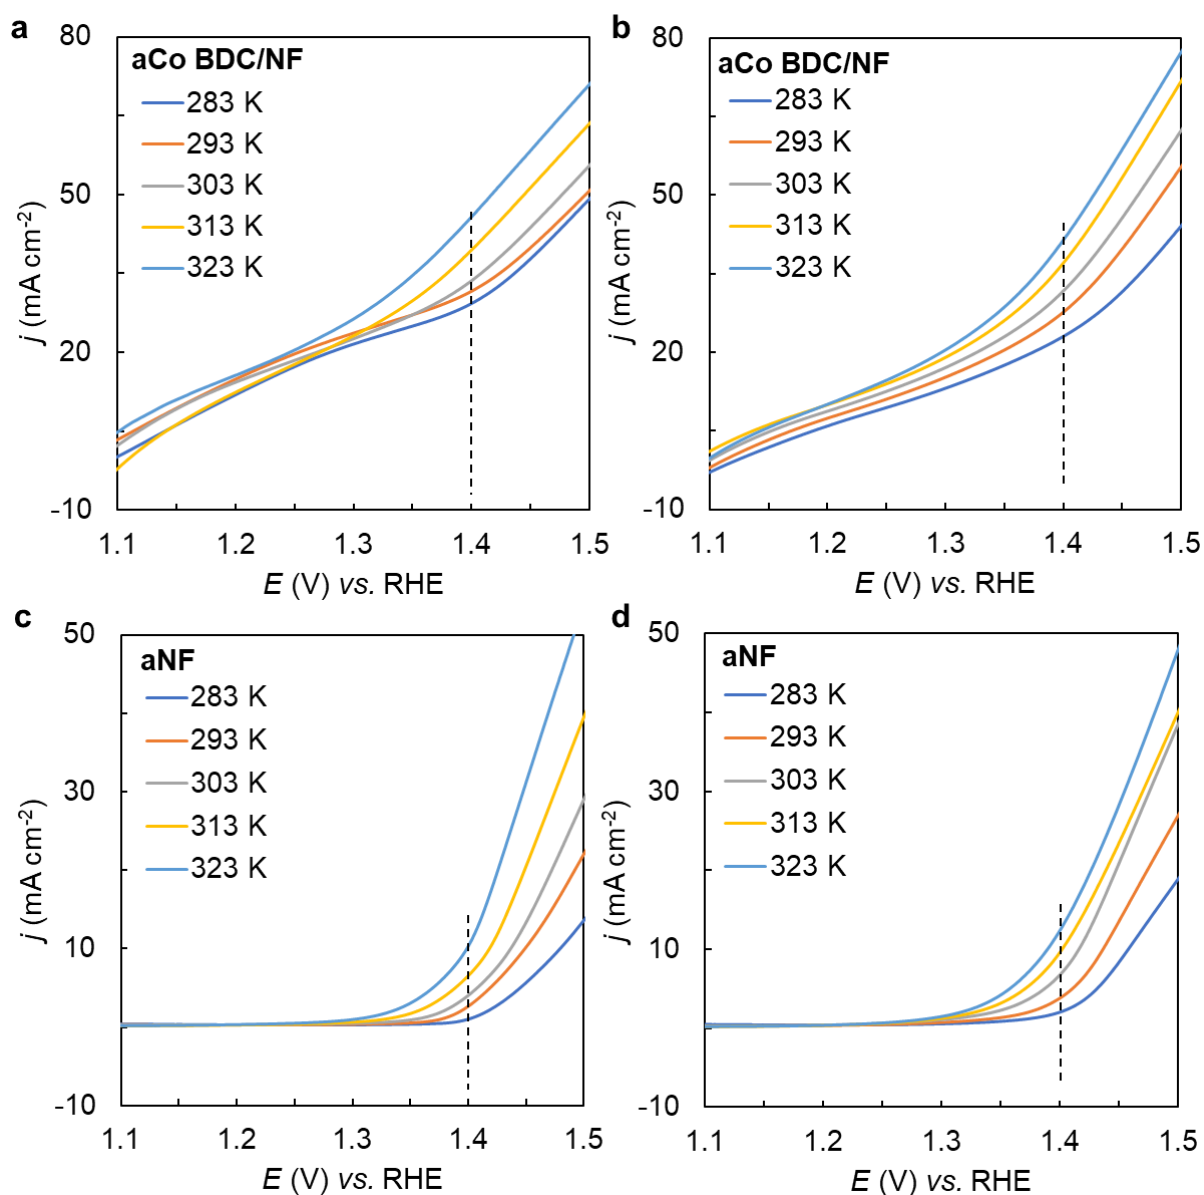 a
80
50
20
-10
j (mA cm-2)
aCo BDC/NF
283 K
293 K
303 K
313 K
323 K
1.1 1.2 1.3 1.4 1.5
E (V) vs. RHE
b
80
50
20
-10
j (mA cm-2)
aCo BDC/NF
283 K
293 K
303 K
313 K
323 K
1.1 1.2 1.3 1.4 1.5
E (V) vs. RHE
c
50
30
10
-10
j (mA cm-2)
aNF
283 K
293 K
303 K
313 K
323 K
1.1 1.2 1.3 1.4 1.5
E (V) vs. RHE
d
50
30
10
-10
j (mA cm-2)
aNF
283 K
293 K
303 K
313 K
323 K
1.1 1.2 1.3 1.4 1.5
E (V) vs. RHE